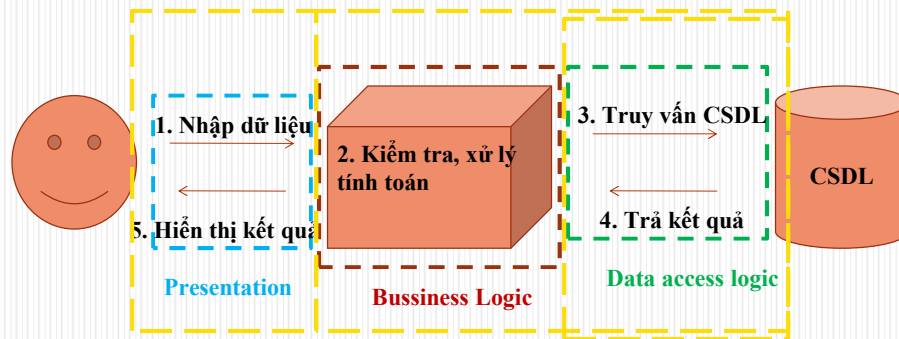 1. Nhập dữ liệu
2. Kiểm tra, xử lý
tính toán
3. Truy vấn CSDL
4. Trả kết quả
5. Hiển thị kết quả
CSDL
Presentation
Bussiness Logic
Data access logic